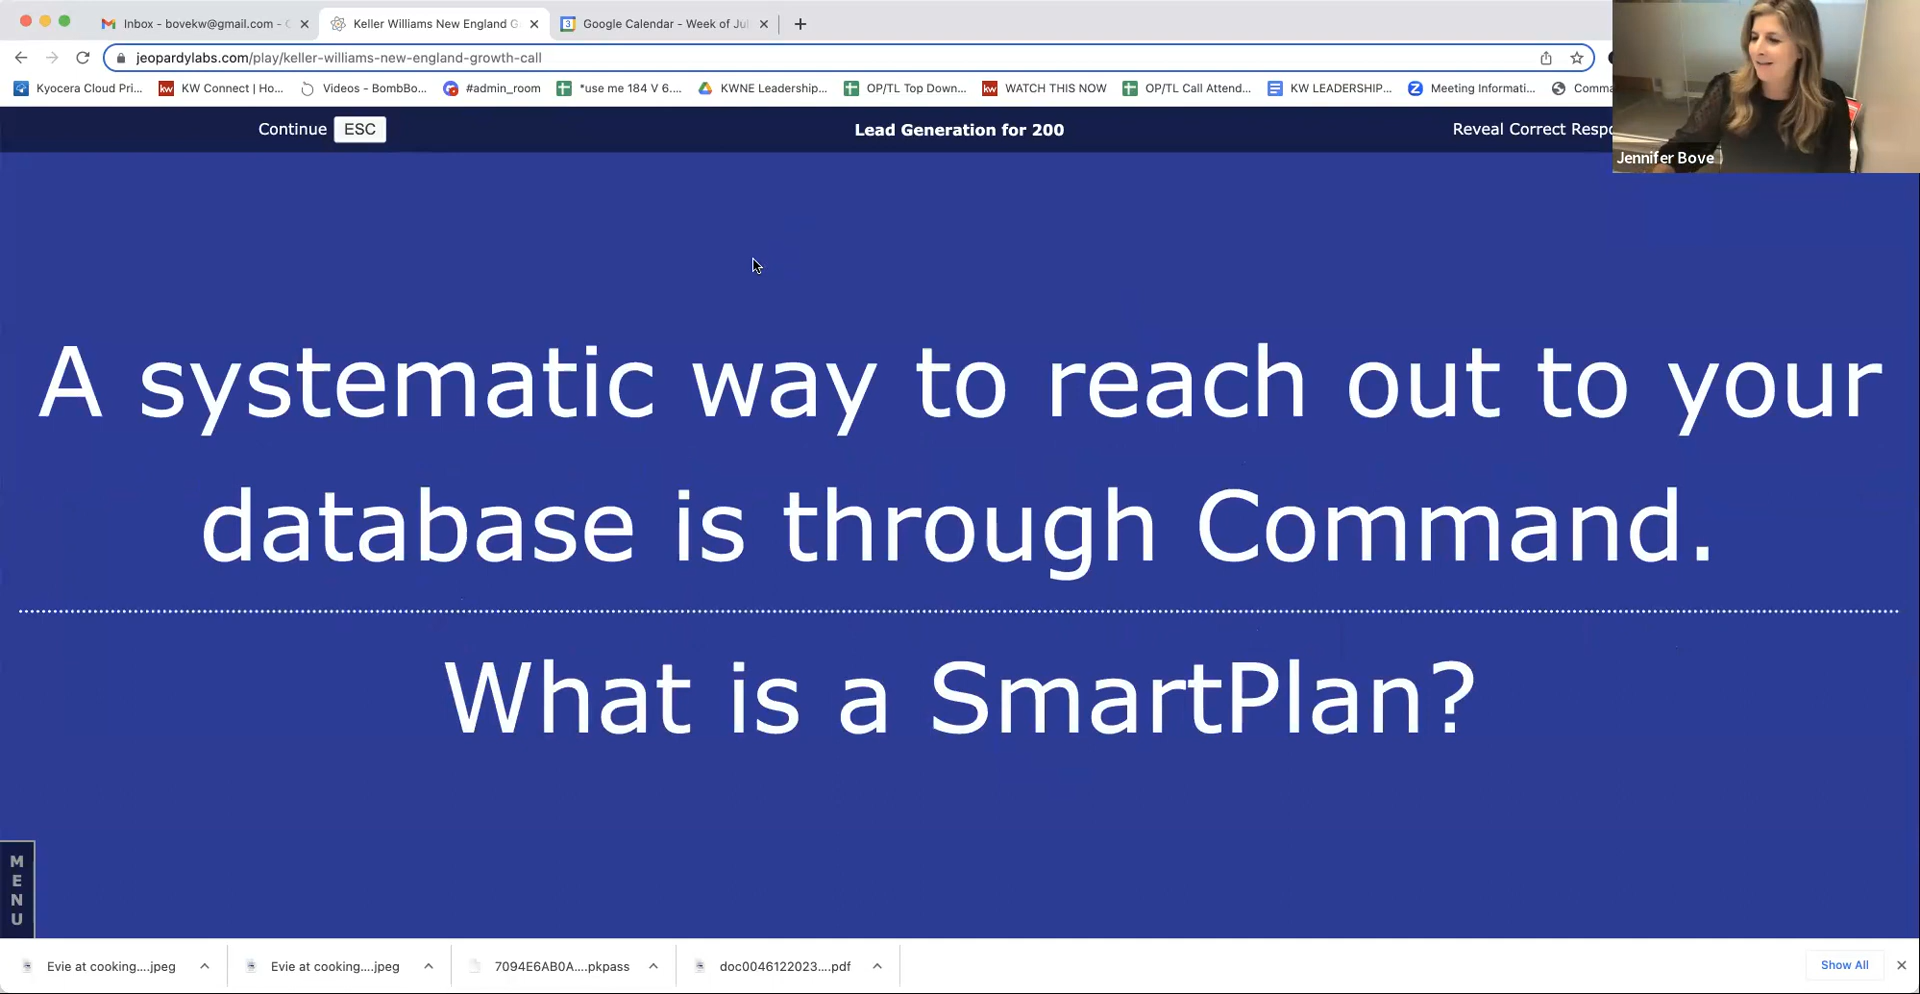 Inbox - bovekw@gmail.com -
Keller Williams New England G
Google Calendar - Week of Ju
jeopardylabs.com/play/keller-williams-new-england-growth-call
Kyocera Cloud Pri...
KW Connect | Ho...
Videos - BombBo...
#admin_room
*use me 184 V 6....
KWNE Leadership...
OP/TL Top Down...
WATCH THIS NOW
OP/TL Call Attend...
KW LEADERSHIP...
Meeting Informati...
Comma
Continue ESC
Lead Generation for 200
Reveal Correct Respo
Jennifer Bove
A systematic way to reach out to your
database is through Command.
What is a SmartPlan?
MENU
Evie at cooking....jpeg
Evie at cooking....jpeg
7094E6AB0A....pkpass
doc0046122023....pdf
Show All